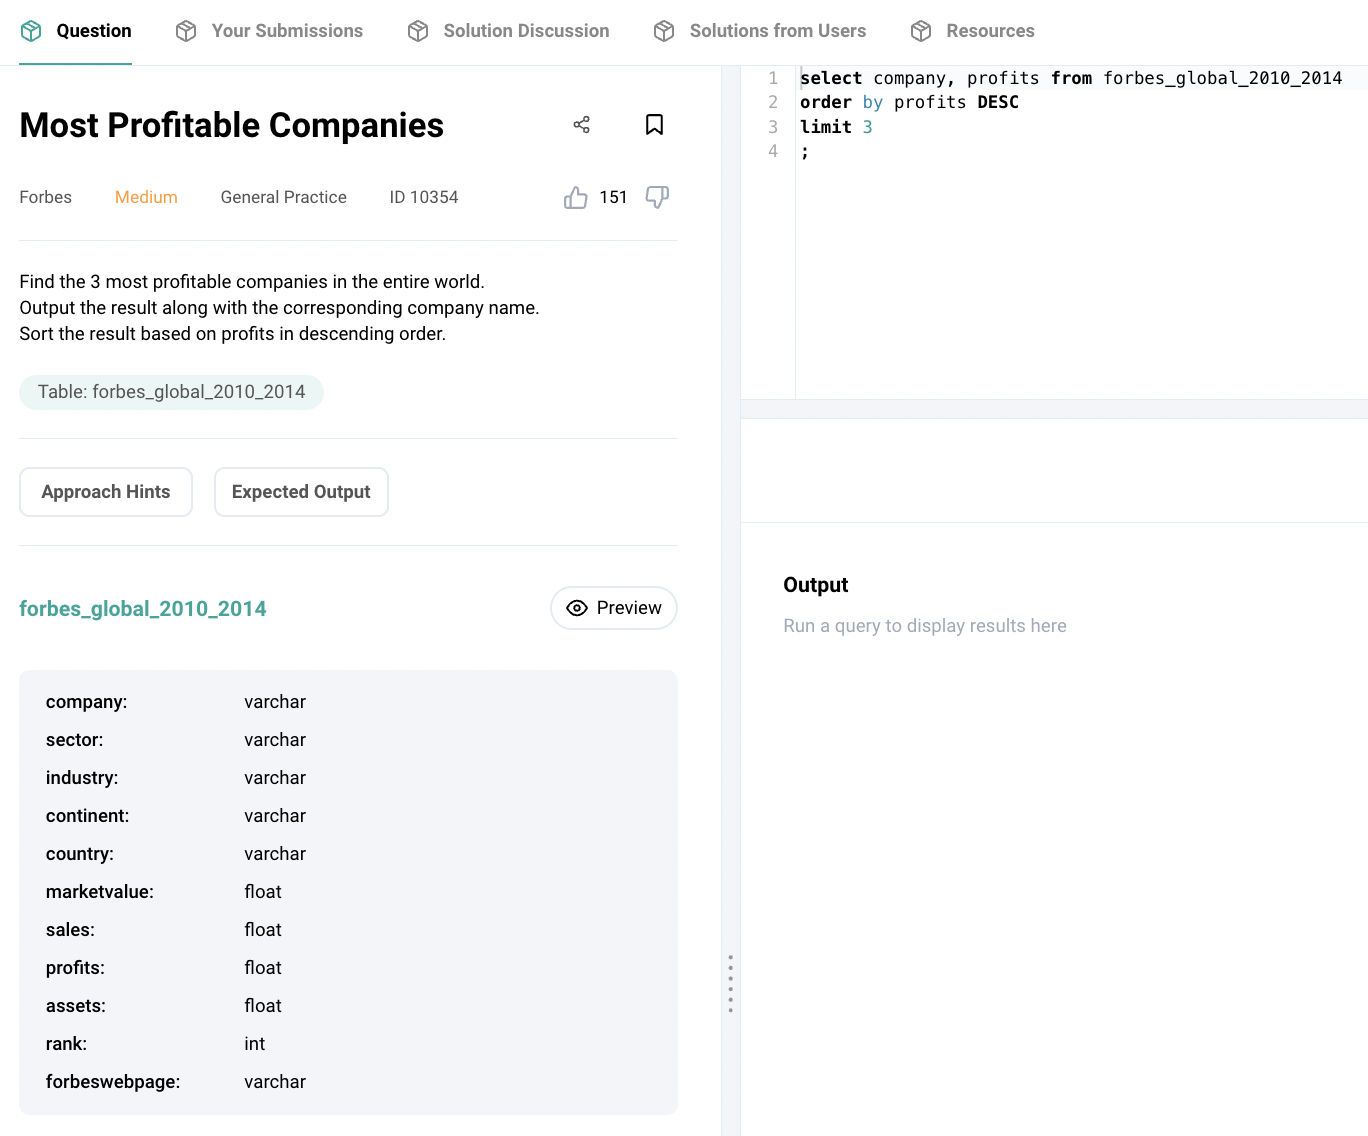 Question Your Submissions Solution Discussion Solutions from Users Resources
Most Profitable Companies
Forbes Medium General Practice ID 10354 151
Find the 3 most profitable companies in the entire world.
Output the result along with the corresponding company name.
Sort the result based on profits in descending order.
Table: forbes_global_2010_2014
Approach Hints Expected Output
forbes_global_2010_2014 Preview
company: varchar
sector: varchar
industry: varchar
continent: varchar
country: varchar
marketvalue: float
sales: float
profits: float
assets: float
rank: int
forbeswebpage: varchar
1 select company, profits from forbes_global_2010_2014
2 order by profits DESC
3 limit 3
4 ;
Output
Run a query to display results here